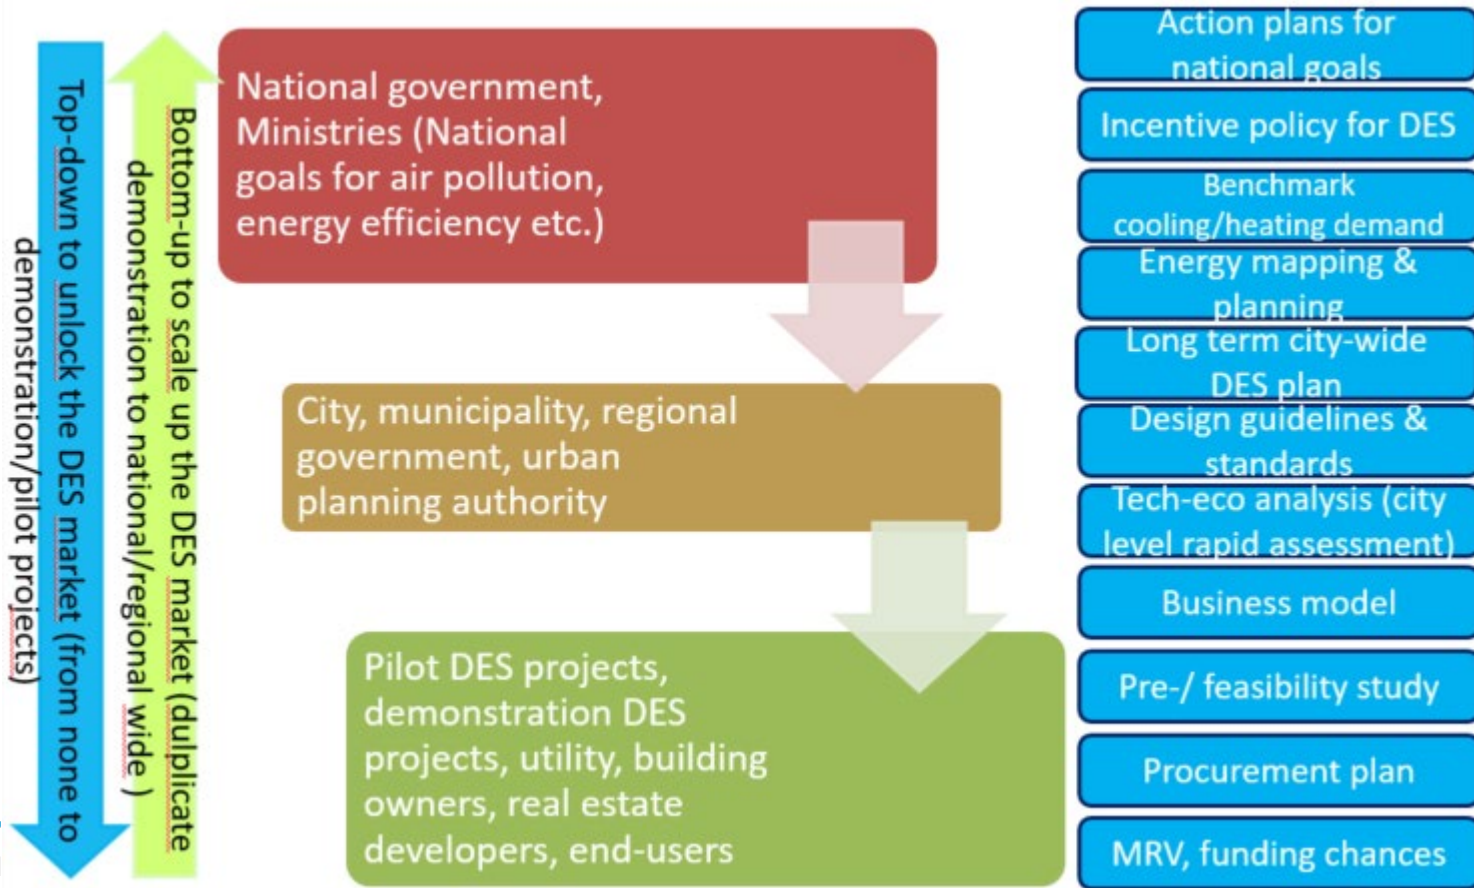 Top-down to unlock the DES market (from none to
demonstration/pilot projects)
Bottom-up to scale up the DES market (dulplicate
demonstration to national/regional wide )
National government,
Ministries (National
goals for air pollution,
energy efficiency etc.)
City, municipality, regional
government, urban
planning authority
Pilot DES projects,
demonstration DES
projects, utility, building
owners, real estate
developers, end-users
Action plans for
national goals
Incentive policy for DES
Benchmark
cooling/heating demand
Energy mapping &
planning
Long term city-wide
DES plan
Design guidelines &
standards
Tech-eco analysis (city
level rapid assessment)
Business model
Pre-/ feasibility study
Procurement plan
MRV, funding chances